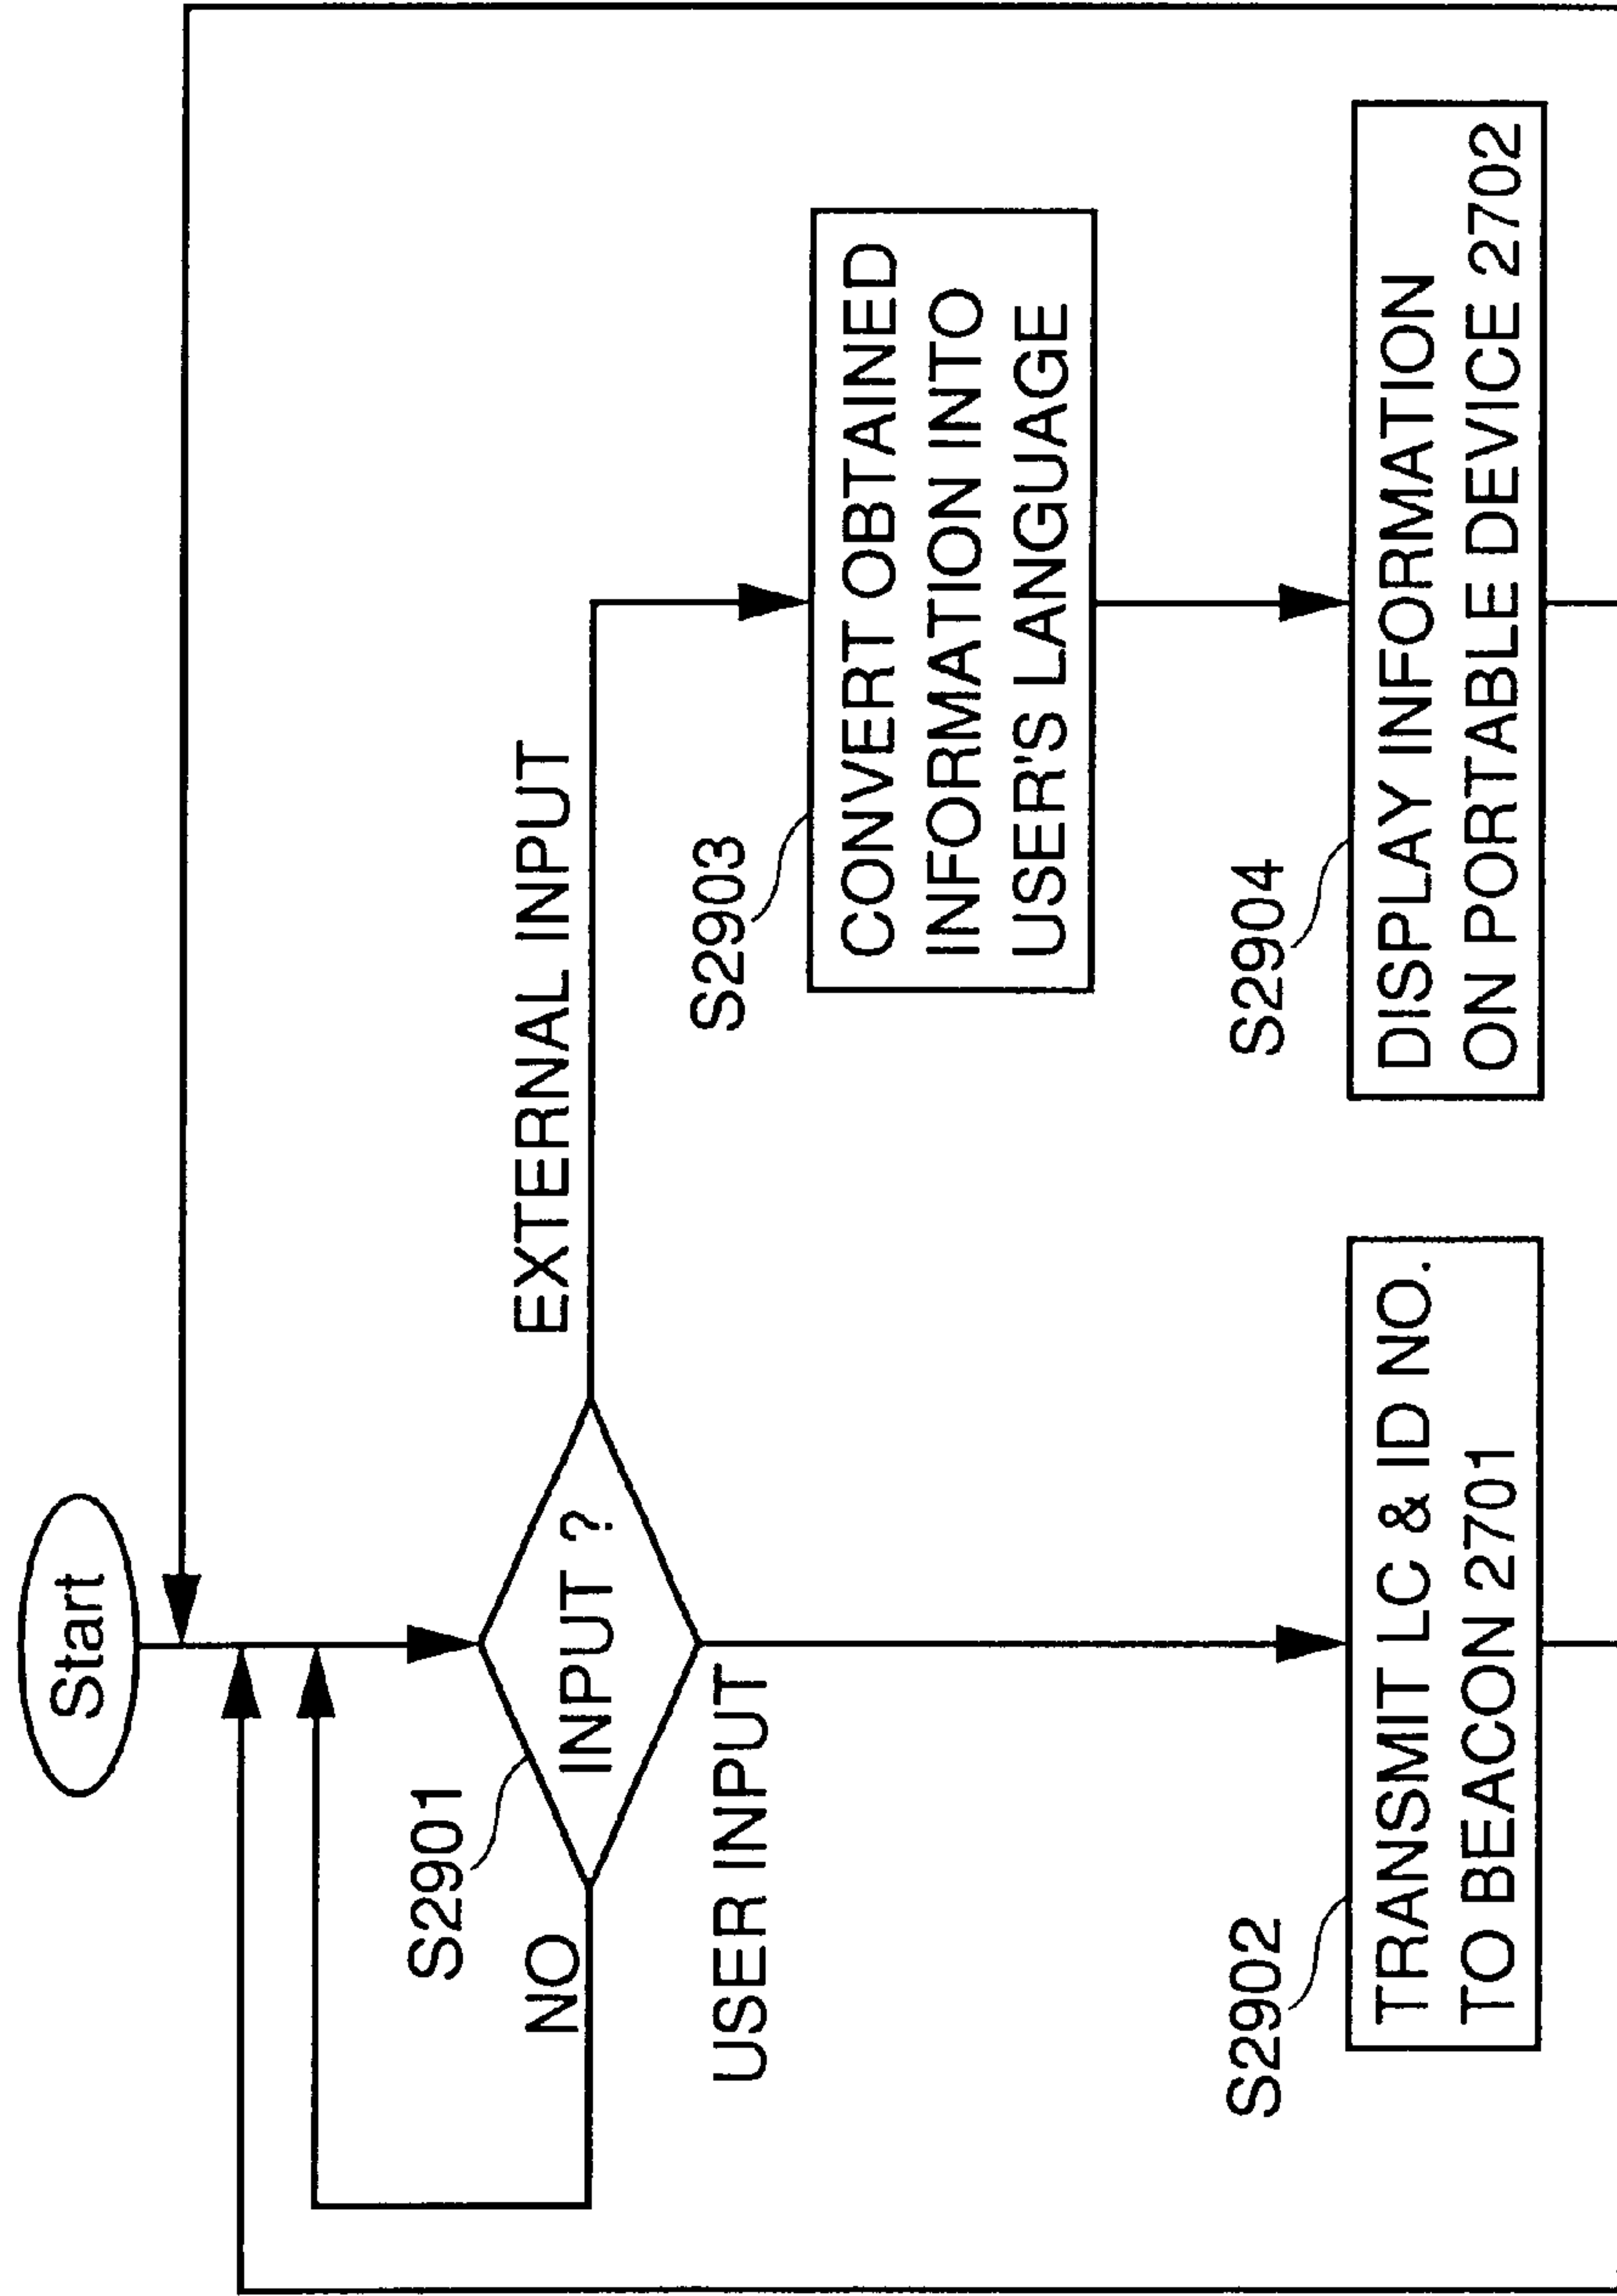 Start
S2901
INPUT ?
NO
EXTERNAL INPUT
USER INPUT
S2903
CONVERT OBTAINED
INFORMATION INTO
USER'S LANGUAGE
S2902
TRANSMIT LC & ID NO.
TO BEACON 2701
S2904
DISPLAY INFORMATION
ON PORTABLE DEVICE 2702